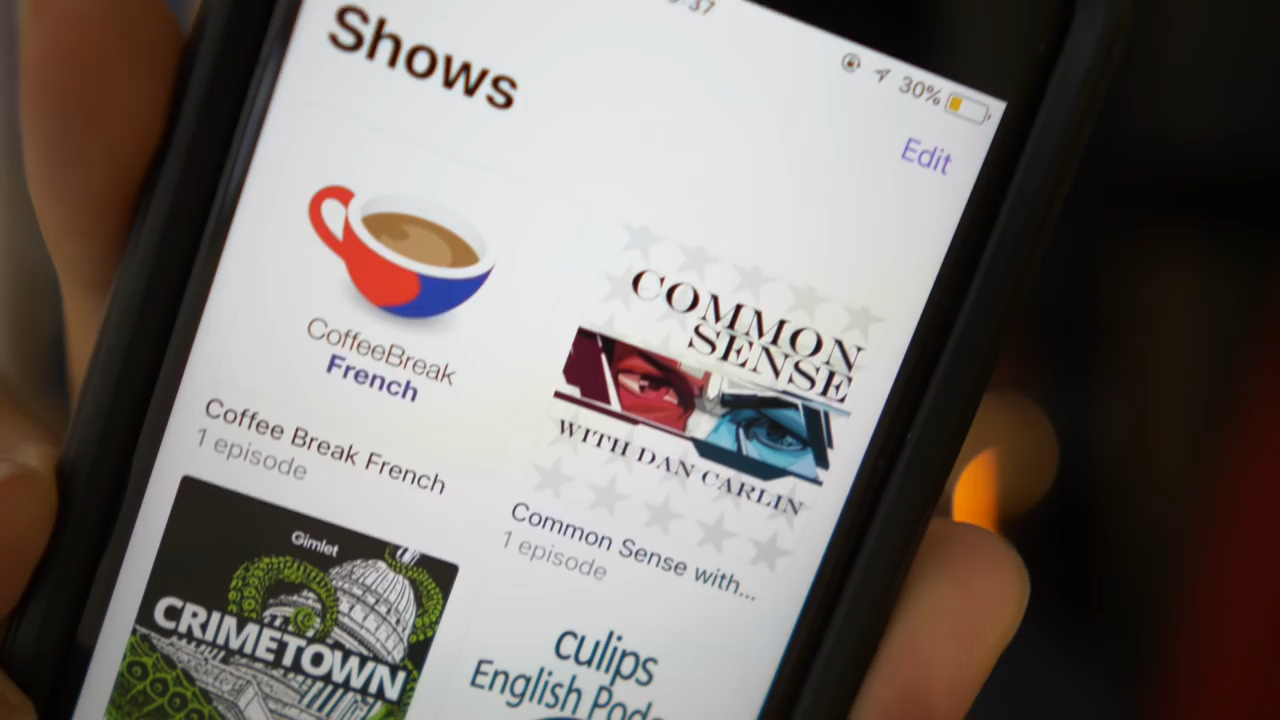 30%
Shows
Edit
CoffeeBreak
French
Coffee Break French
1 episode
COMMON
SENSE
WITH DAN CARLIN
Common Sense with...
1 episode
Gimlet
CRIMETOWN
culips
English